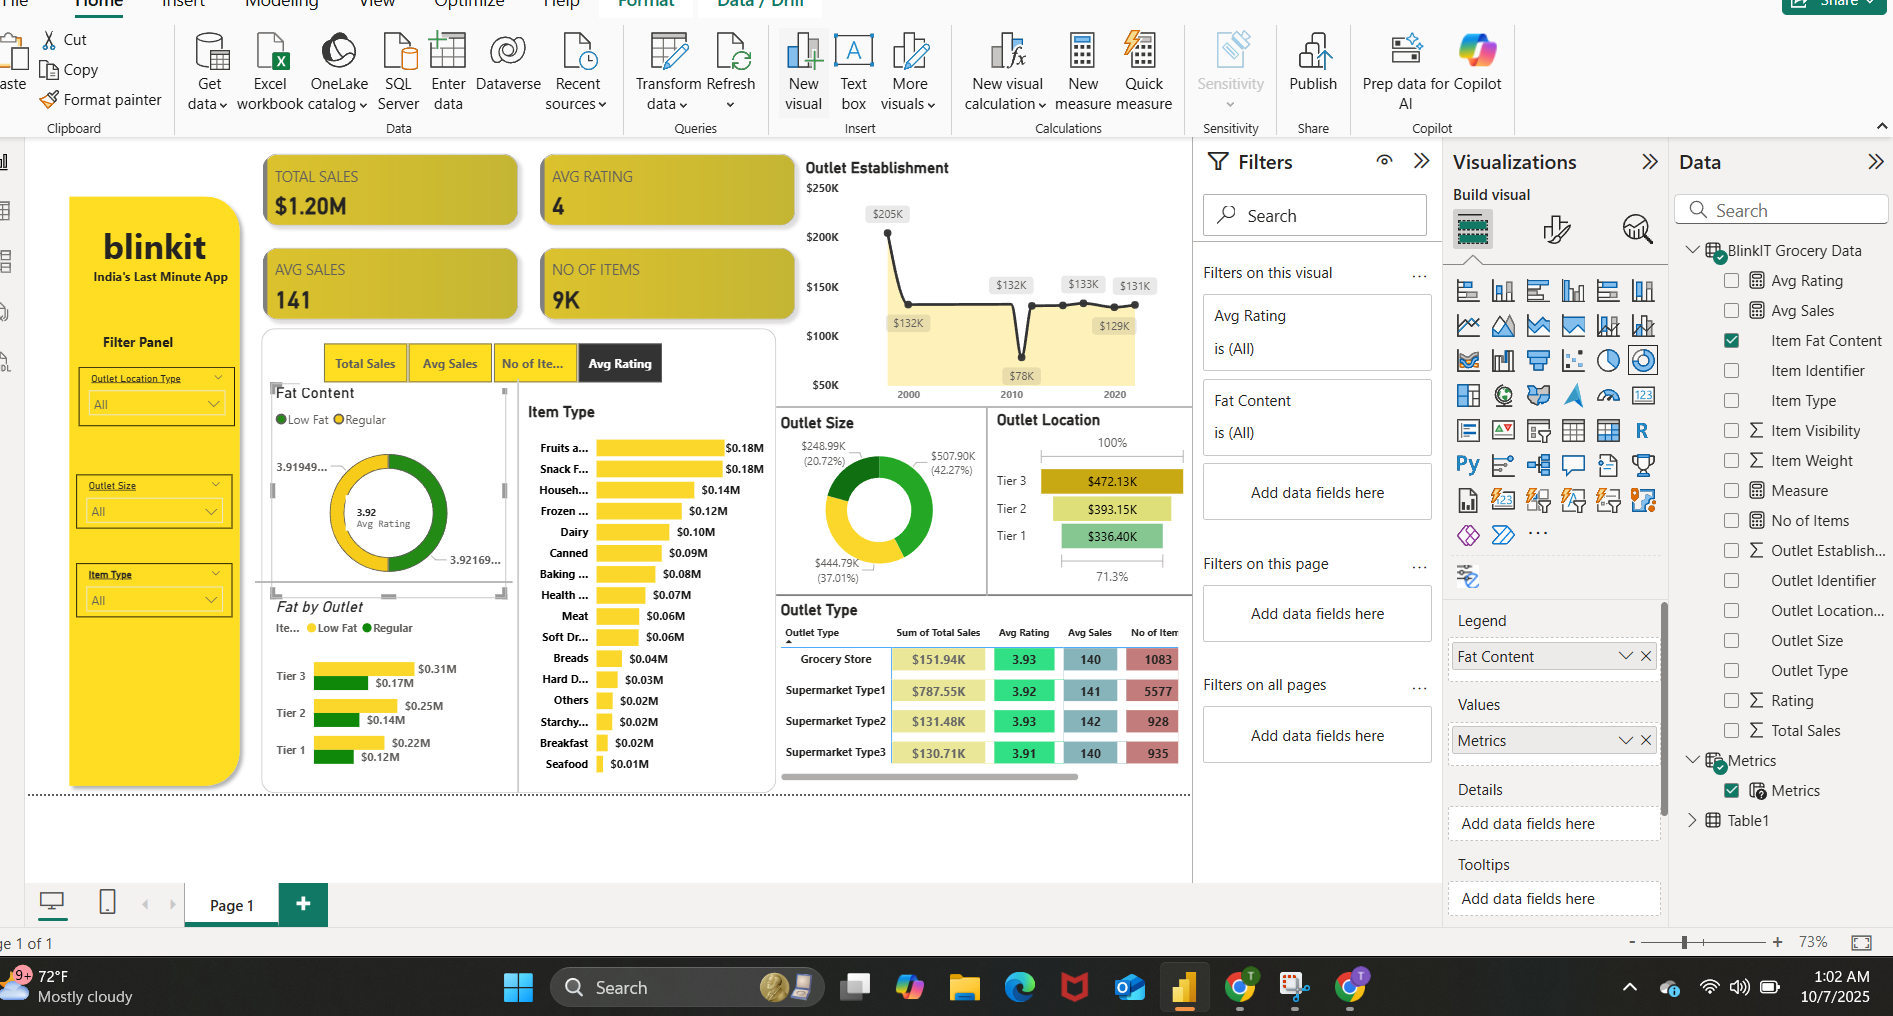 Home
Insert
Modeling
View
Optimize
Help
Format
Data / Drill
Share
Cut
Copy
Format painter
Clipboard
Get data
Excel workbook
OneLake catalog
SQL Server
Enter data
Dataverse
Recent sources
Data
Transform data
Refresh
Queries
New visual
Text box
More visuals
Insert
New visual calculation
New measure
Quick measure
Calculations
Sensitivity
Sensitivity
Publish
Share
Prep data for AI
Copilot
Copilot
blinkit
India's Last Minute App
Filter Panel
Outlet Location Type
All
Outlet Size
All
Item Type
All
TOTAL SALES
$1.20M
AVG RATING
4
AVG SALES
141
NO OF ITEMS
9K
Total Sales
Avg Sales
No of Ite...
Avg Rating
Fat Content
Low Fat Regular
3.91949...
3.92
Avg Rating
3.92169...
Fat by Outlet
Ite... Low Fat Regular
Tier 3 $0.31M
$0.17M
Tier 2 $0.25M
$0.14M
Tier 1 $0.22M
$0.12M
Item Type
Fruits a... $0.18M
Snack F... $0.18M
Househ... $0.14M
Frozen ... $0.12M
Dairy $0.10M
Canned $0.09M
Baking ... $0.08M
Health ... $0.07M
Meat $0.06M
Soft Dr... $0.06M
Breads $0.04M
Hard D... $0.03M
Others $0.02M
Starchy... $0.02M
Breakfast $0.02M
Seafood $0.01M
Outlet Establishment
$250K
$200K
$150K
$100K
$50K
$205K
$132K
$132K
$78K
$133K
$129K
$131K
2000 2010 2020
Outlet Size
$248.99K
(20.72%)
$507.90K
(42.27%)
$444.79K
(37.01%)
Outlet Location
100%
Tier 3 $472.13K
Tier 2 $393.15K
Tier 1 $336.40K
71.3%
Outlet Type
Outlet Type Sum of Total Sales Avg Rating Avg Sales No of Item
Grocery Store $151.94K 3.93 140 1083
Supermarket Type1 $787.55K 3.92 141 5577
Supermarket Type2 $131.48K 3.93 142 928
Supermarket Type3 $130.71K 3.91 140 935
Filters
Search
Filters on this visual ...
Avg Rating
is (All)
Fat Content
is (All)
Add data fields here
Filters on this page ...
Add data fields here
Filters on all pages ...
Add data fields here
Visualizations
Build visual
123
R
Py
123
...
Legend
Fat Content
Values
Metrics
Details
Add data fields here
Tooltips
Add data fields here
Data
Search
BlinkIT Grocery Data
Avg Rating
Avg Sales
Item Fat Content
Item Identifier
Item Type
Item Visibility
Item Weight
Measure
No of Items
Outlet Establish...
Outlet Identifier
Outlet Location...
Outlet Size
Outlet Type
Rating
Total Sales
Metrics
Metrics
Table1
Page 1
ge 1 of 1
- + 73%
9+
72°F
Mostly cloudy
Search
T
T
1:02 AM
10/7/2025